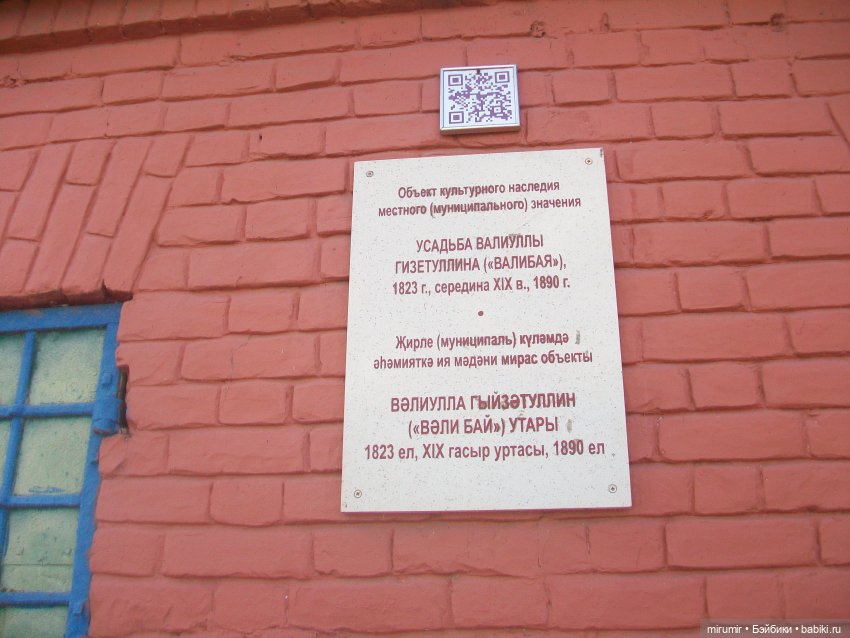 Объект культурного наследия
местного (муниципального) значения
УСАДЬБА ВАЛИУЛЛЫ
ГИЗЕТУЛЛИНА («ВАЛИБАЯ»),
1823 г., середина XIX в., 1890 г.
•
Җирле (муниципаль) күләмдә
әһәмияткә ия мәдәни мирас объекты
ВӘЛИУЛЛА ГЫЙЗӘТУЛЛИН
(«ВӘЛИ БАЙ») УТАРЫ
1823 ел, XIX гасыр уртасы, 1890 ел
mirumir • Бэйбики • babiki.ru